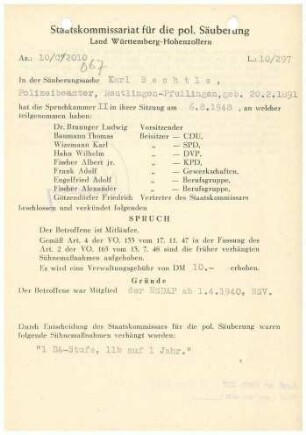 Staatskommissariat für die pol. Säuberung
Land Württemberg-Hohenzollern
Az.: 10/C/2010 L: 10/297
067
In der Säuberungssache Karl Bechtle,
Polizeibeamter, Reutlingen-Pfullingen, geb. 20.2.1891
hat die Spruchkammer II in ihrer Sitzung am 6.8.1948, an welcher
teilgenommen haben:
Dr. Braunger Ludwig Vorsitzender
Baumann Thomas Beisitzer — CDU,
Wizemann Karl „ — SPD,
Hahn Wilhelm „ — DVP,
Fischer Albert jr. „ — KPD,
Frank Adolf „ — Gewerkschaften,
Engelfried Adolf „ — Berufsgruppe,
Fischer Alexander „ — Berufsgruppe,
Götzendörfer Friedrich Vertreter des Staatskommissars
beschlossen und verkündet folgenden
SPRUCH
Der Betroffene ist Mitläufer.
Gemäß Art. 4 der VO. 133 vom 17. 11. 47 in der Fassung des
Art. 2 der VO. 165 vom 13. 7. 48 sind die früher verhängten
Sühnemaßnahmen aufgehoben.
Es wird eine Verwaltungsgebühr von DM 10.- erhoben.
Gründe
Der Betroffene war Mitglied der NSDAP ab 1.4.1940, NSV.
Durch Entscheidung des Staatskommissars für die pol. Säuberung waren
folgende Sühnemaßnahmen verhängt worden:
"1 DA-Stufe, 11b auf 1 Jahr."